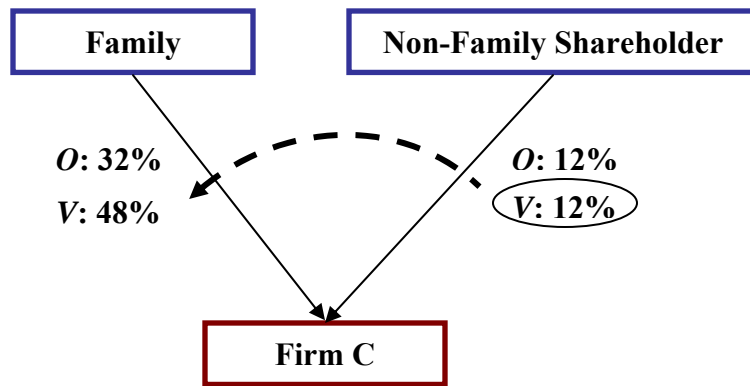 Family
Non-Family Shareholder
O: 32%
V: 48%
O: 12%
V: 12%
Firm C